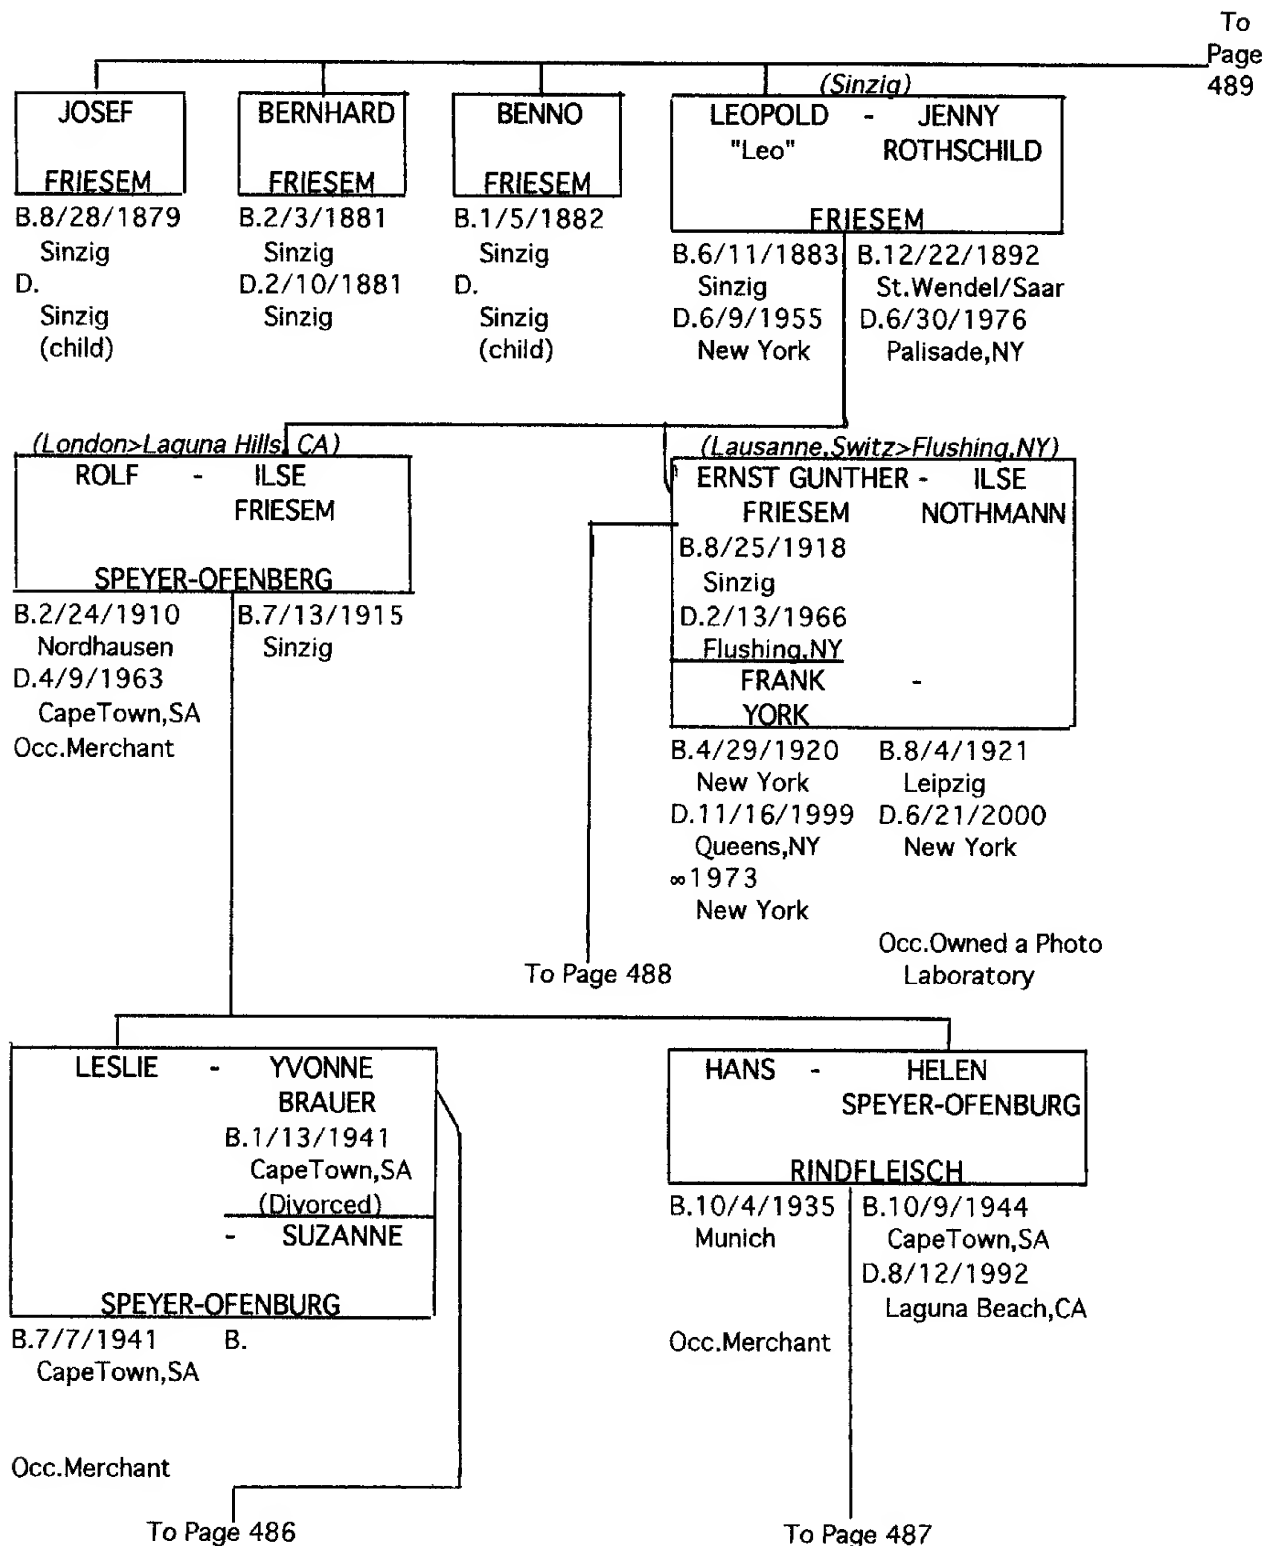 To
Page
489
(Sinzig)
JOSEF
FRIESEM
B.8/28/1879
Sinzig
D.
Sinzig
(child)
BERNHARD
FRIESEM
B.2/3/1881
Sinzig
D.2/10/1881
Sinzig
BENNO
FRIESEM
B.1/5/1882
Sinzig
D.
Sinzig
(child)
LEOPOLD - JENNY
"Leo" ROTHSCHILD
FRIESEM
B.6/11/1883 B.12/22/1892
Sinzig St.Wendel/Saar
D.6/9/1955 D.6/30/1976
New York Palisade,NY
(London>Laguna Hills, CA)
ROLF - ILSE
FRIESEM
SPEYER-OFENBERG
B.2/24/1910 B.7/13/1915
Nordhausen Sinzig
D.4/9/1963
CapeTown,SA
Occ.Merchant
(Lausanne,Switz>Flushing,NY)
ERNST GUNTHER - ILSE
FRIESEM NOTHMANN
B.8/25/1918
Sinzig
D.2/13/1966
Flushing,NY
FRANK -
YORK
B.4/29/1920 B.8/4/1921
New York Leipzig
D.11/16/1999 D.6/21/2000
Queens,NY New York
∞1973
New York
Occ.Owned a Photo
Laboratory
To Page 488
LESLIE - YVONNE
BRAUER
B.1/13/1941
CapeTown,SA
(Divorced)
- SUZANNE
SPEYER-OFENBURG
B.7/7/1941 B.
CapeTown,SA
Occ.Merchant
To Page 486
HANS - HELEN
SPEYER-OFENBURG
RINDFLEISCH
B.10/4/1935 B.10/9/1944
Munich CapeTown,SA
D.8/12/1992
Laguna Beach,CA
Occ.Merchant
To Page 487